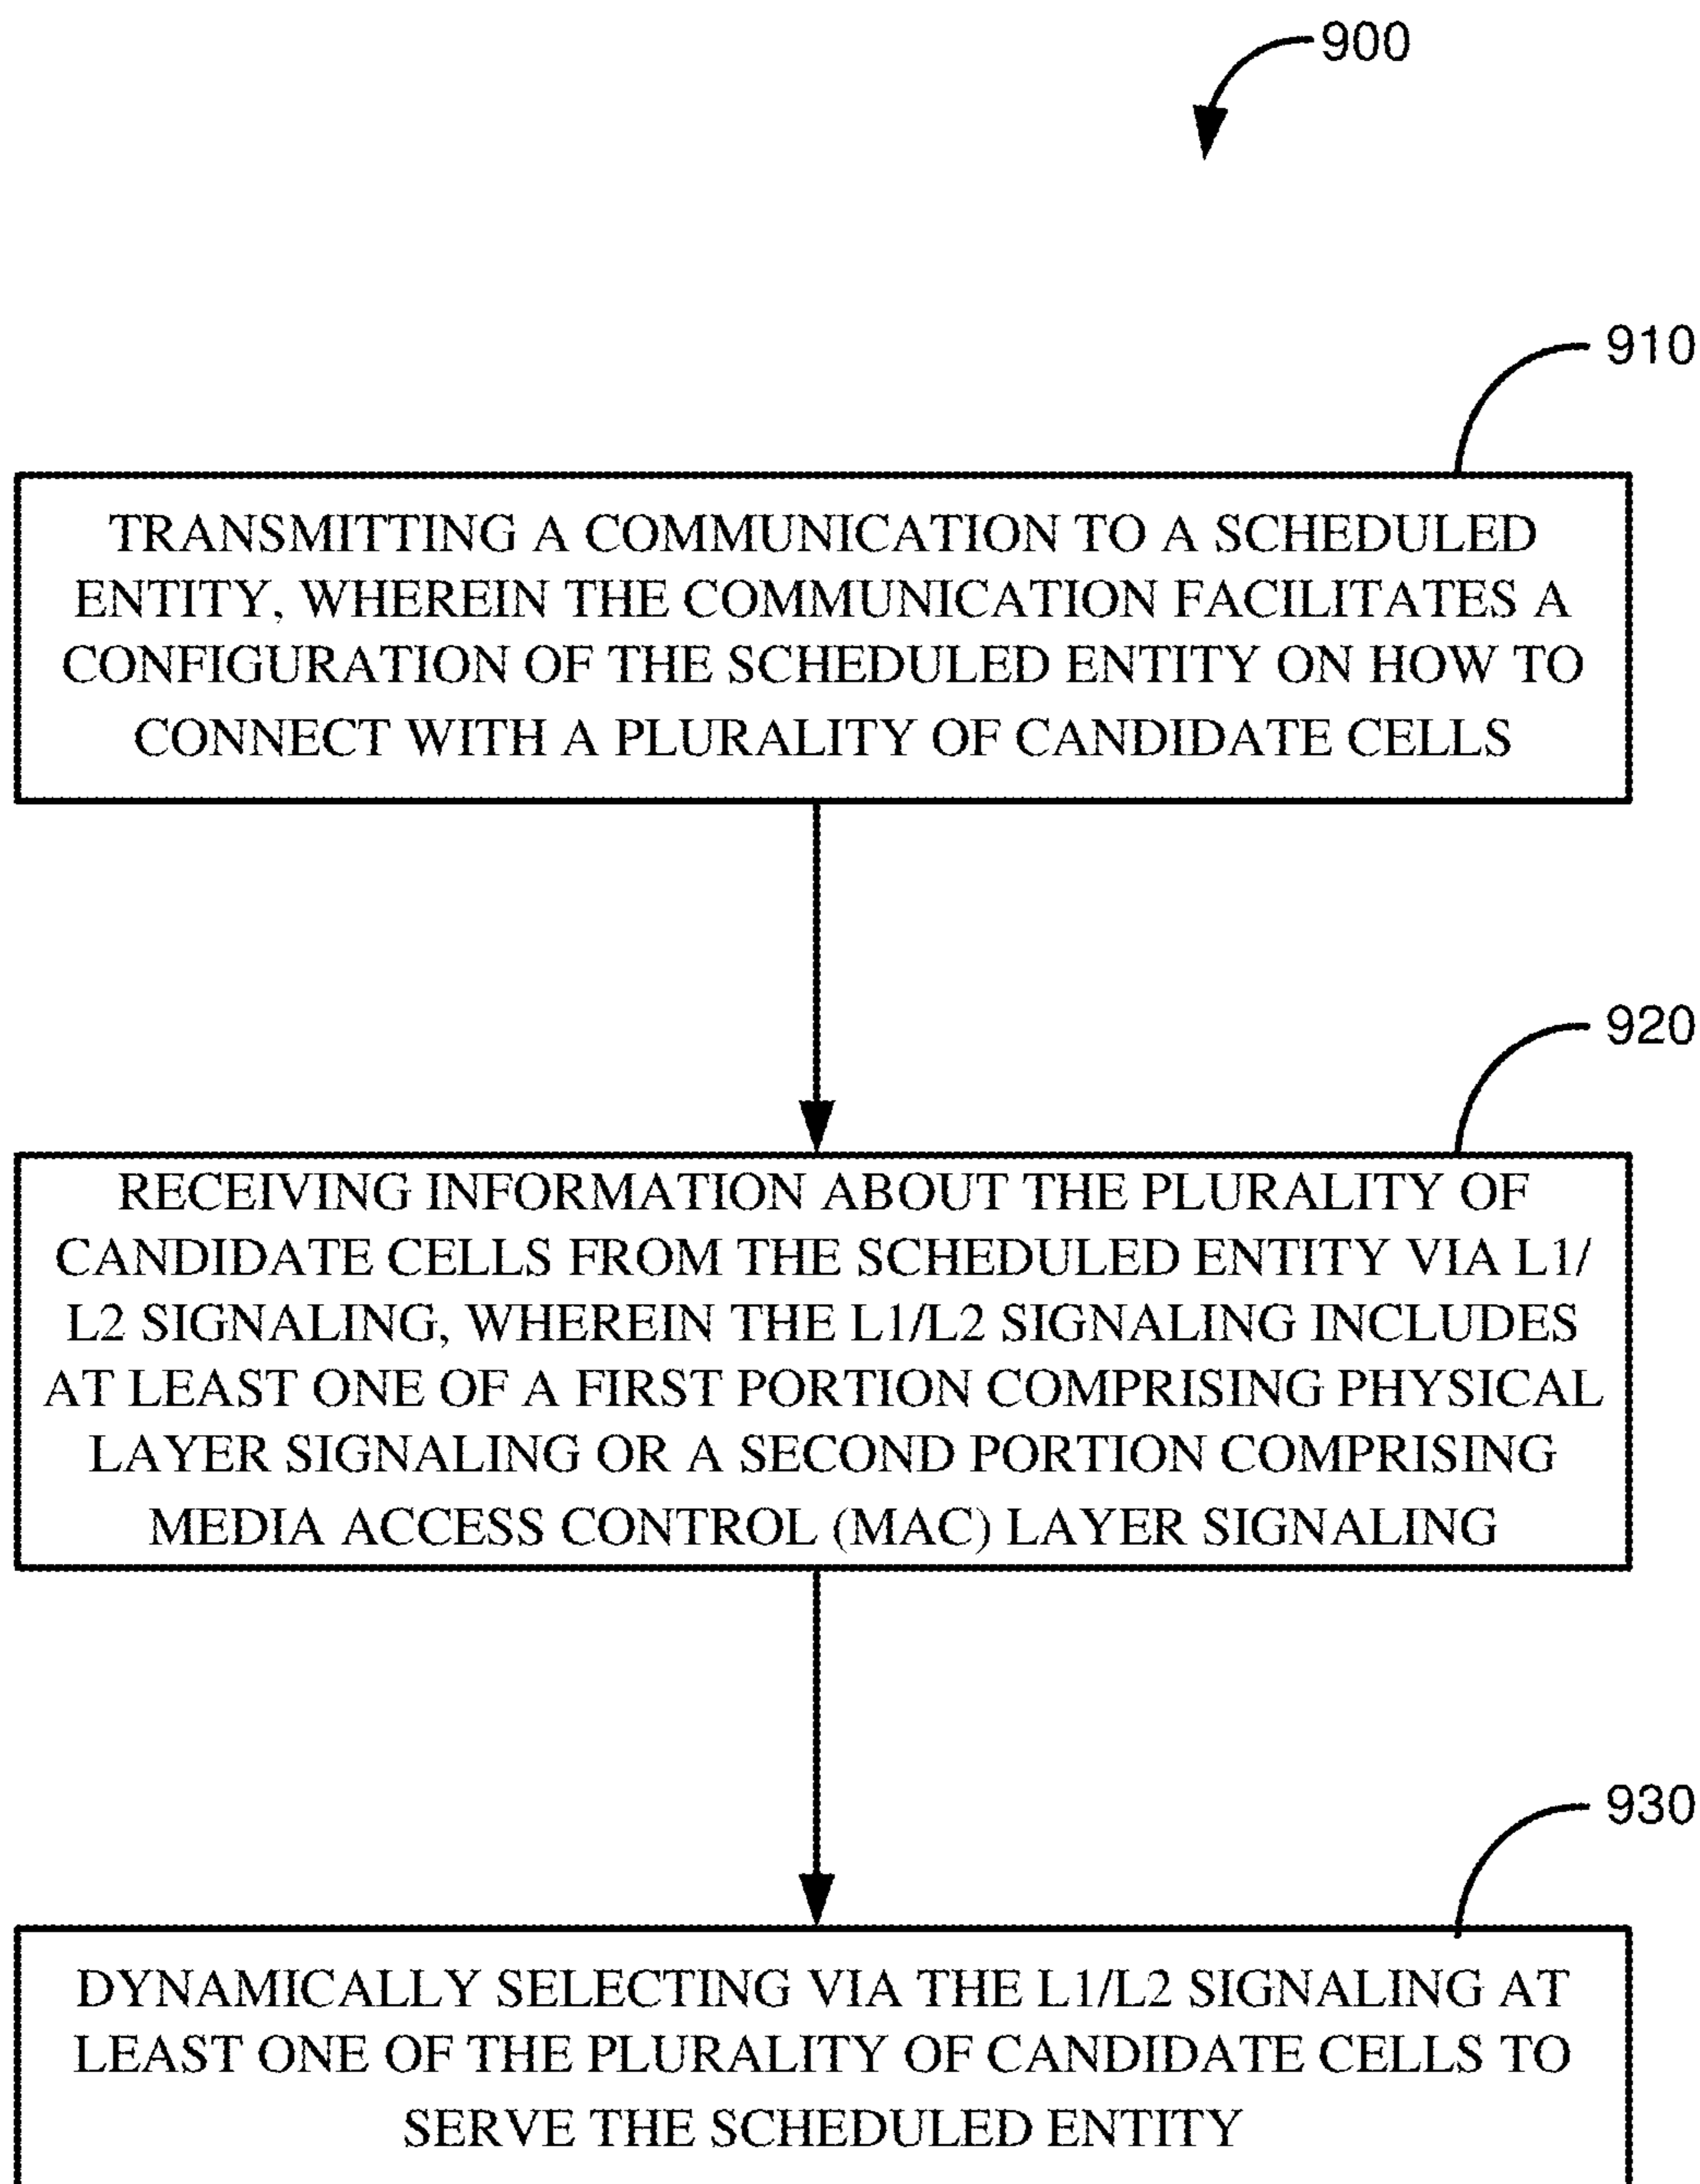 900
910
TRANSMITTING A COMMUNICATION TO A SCHEDULED
ENTITY, WHEREIN THE COMMUNICATION FACILITATES A
CONFIGURATION OF THE SCHEDULED ENTITY ON HOW TO
CONNECT WITH A PLURALITY OF CANDIDATE CELLS
920
RECEIVING INFORMATION ABOUT THE PLURALITY OF
CANDIDATE CELLS FROM THE SCHEDULED ENTITY VIA L1/
L2 SIGNALING, WHEREIN THE L1/L2 SIGNALING INCLUDES
AT LEAST ONE OF A FIRST PORTION COMPRISING PHYSICAL
LAYER SIGNALING OR A SECOND PORTION COMPRISING
MEDIA ACCESS CONTROL (MAC) LAYER SIGNALING
930
DYNAMICALLY SELECTING VIA THE L1/L2 SIGNALING AT
LEAST ONE OF THE PLURALITY OF CANDIDATE CELLS TO
SERVE THE SCHEDULED ENTITY